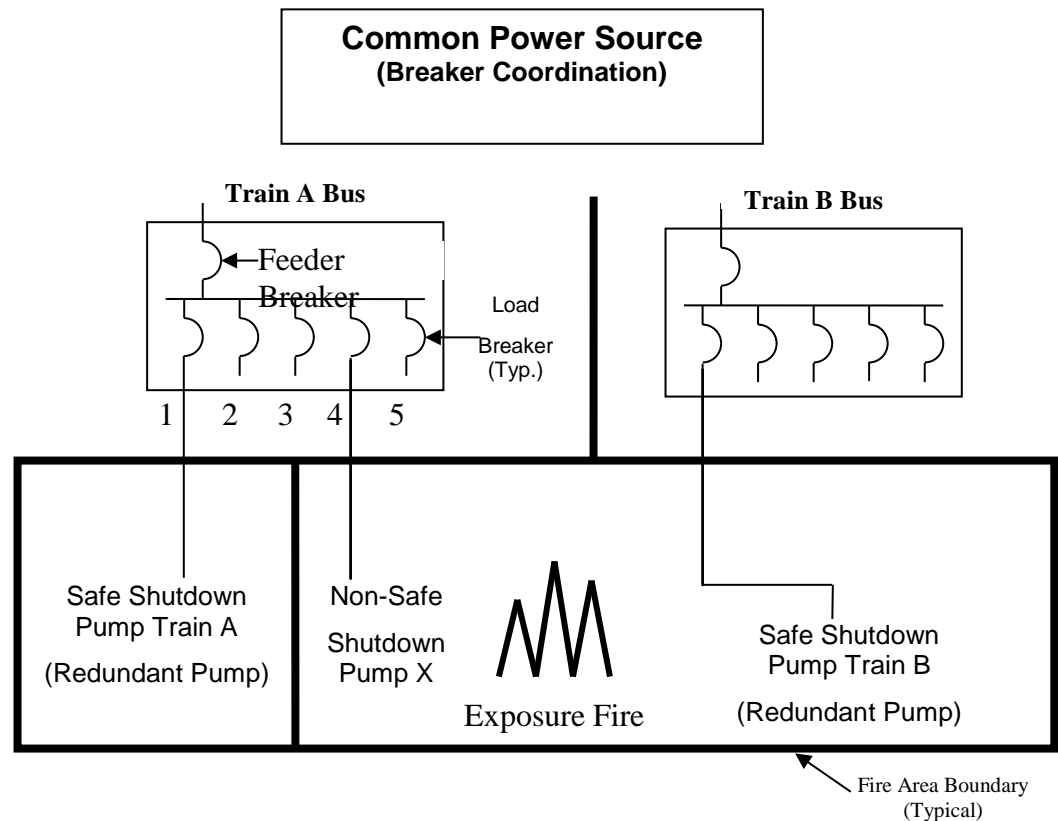 Common Power Source
(Breaker Coordination)
Train A Bus
Train B Bus
Feeder
Breaker
Load
Breaker
(Typ.)
1 2 3 4 5
Safe Shutdown
Pump Train A
(Redundant Pump)
Non-Safe
Shutdown
Pump X
Exposure Fire
Safe Shutdown
Pump Train B
(Redundant Pump)
Fire Area Boundary
(Typical)